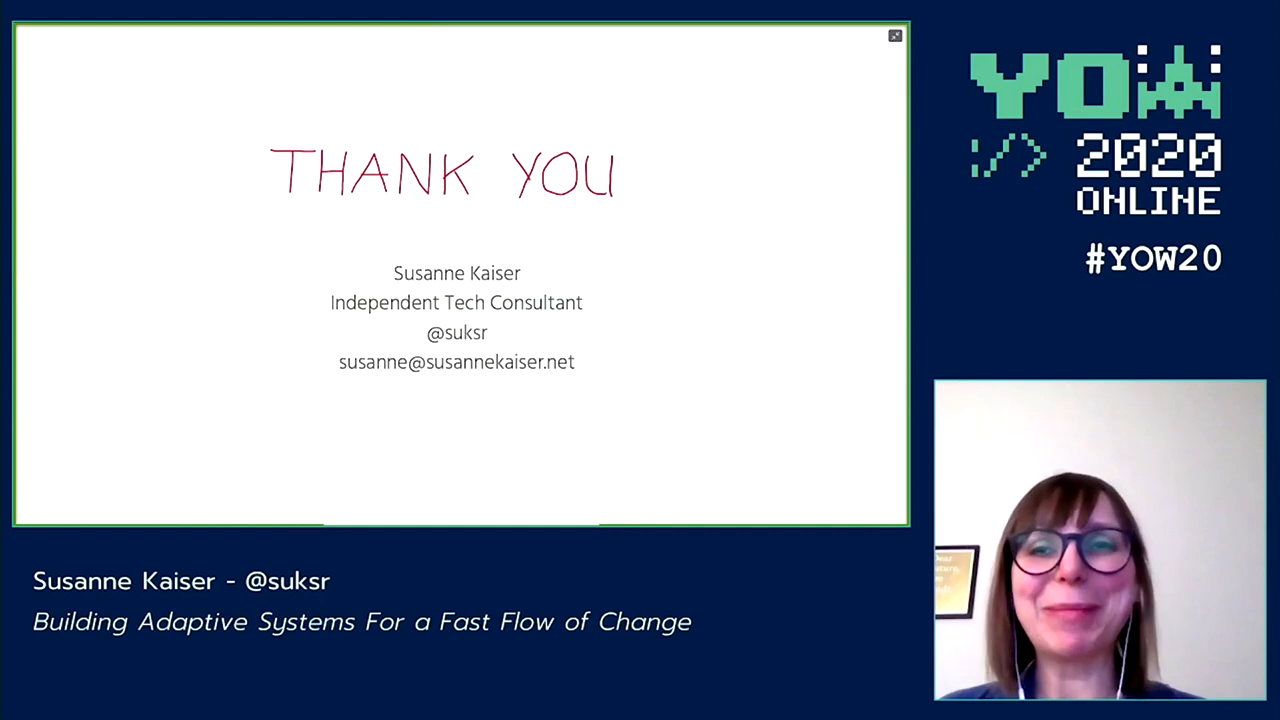 THANK YOU
Susanne Kaiser
Independent Tech Consultant
@suksr
susanne@susannekaiser.net
YOW
:/> 2020
ONLINE
#YOW20
Susanne Kaiser - @suksr
Building Adaptive Systems For a Fast Flow of Change